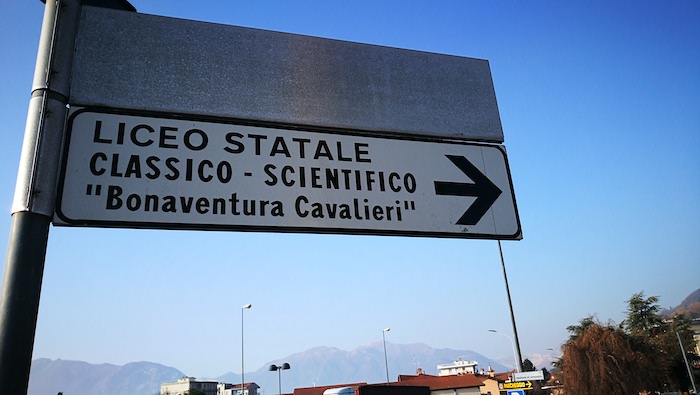 LICEO STATALE
CLASSICO - SCIENTIFICO
"Bonaventura Cavalieri"